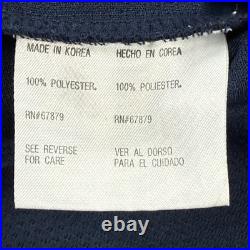 MADE IN KOREA HECHO EN COREA
100% POLYESTER. 100% POLIESTER.
RN#67879 RN#67879
SEE REVERSE VER AL DORSO
FOR CARE PARA EL CUIDADO